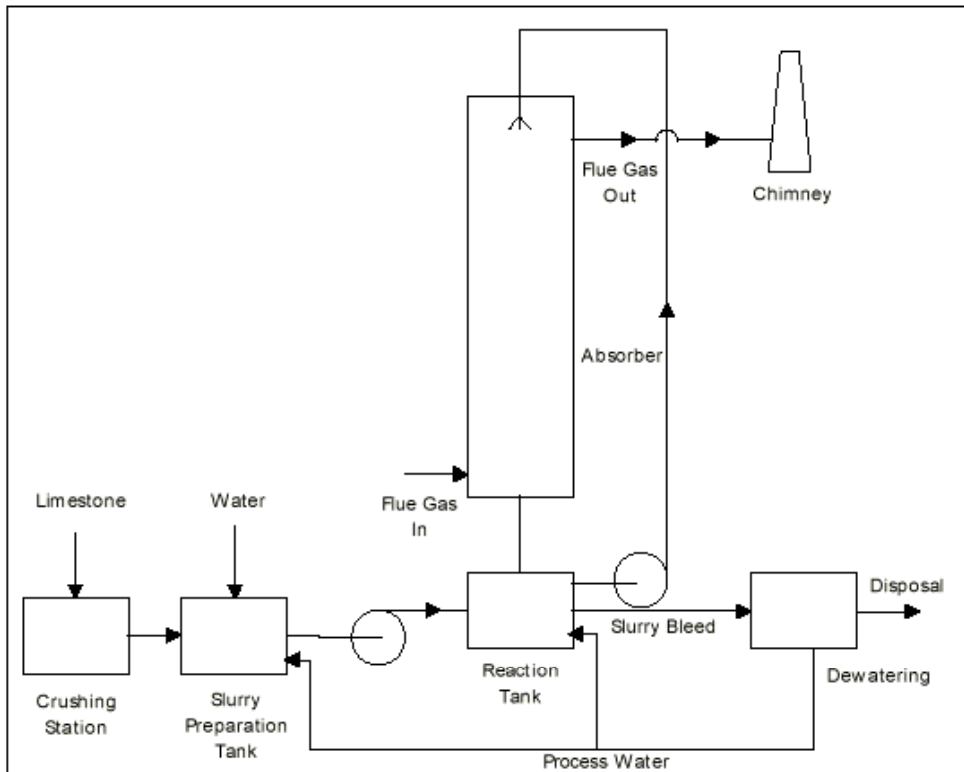 Flue Gas
Out
Chimney
Absorber
Flue Gas
In
Limestone
Water
Disposal
Slurry Bleed
Reaction
Tank
Dewatering
Crushing
Station
Slurry
Preparation
Tank
Process Water